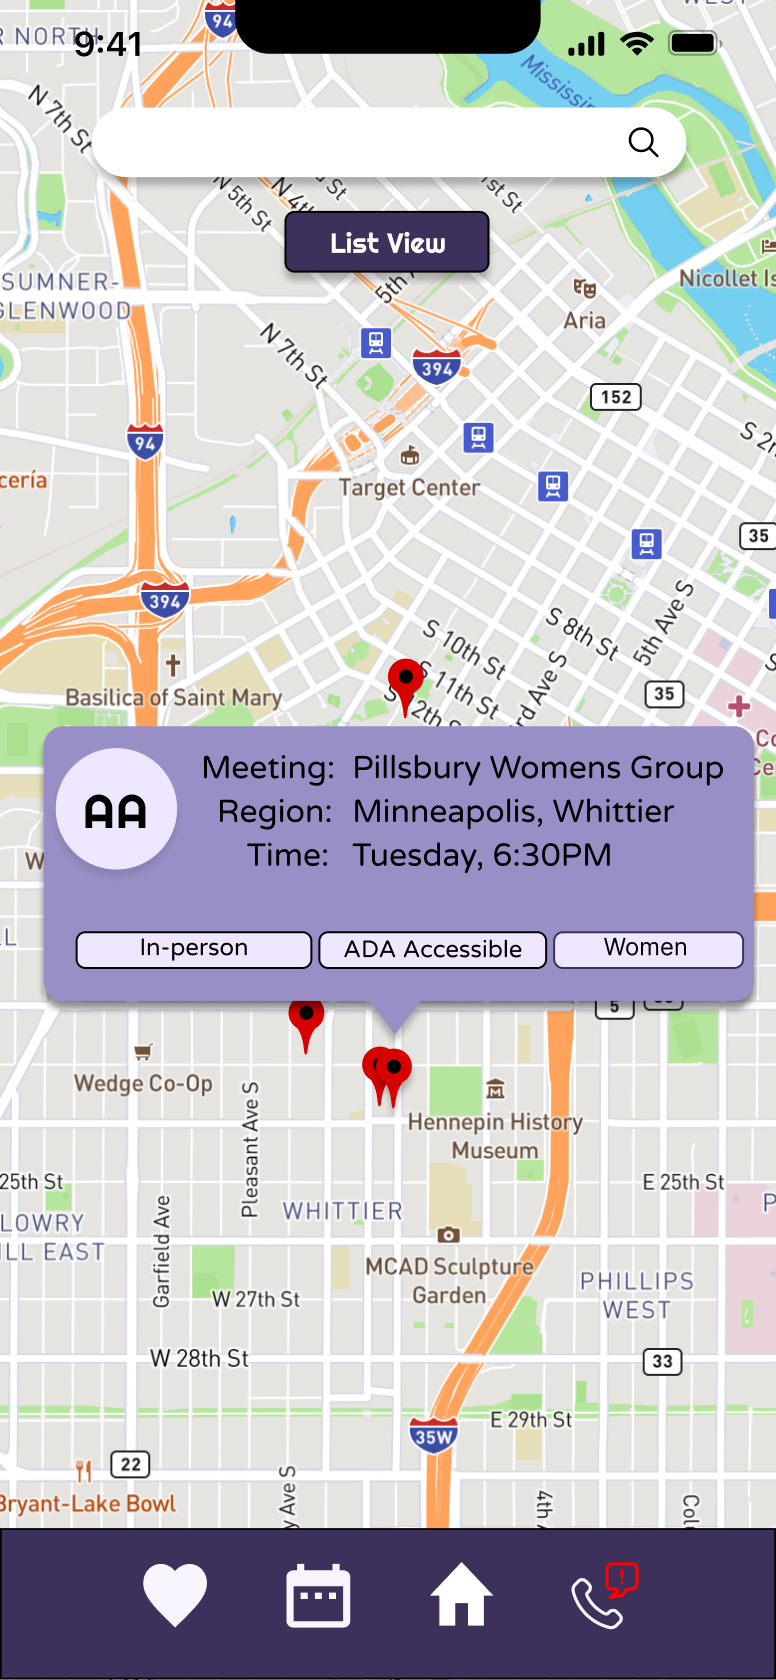 WEST
R NORTH
9:41
94
Mississip
N 7th St
N 5th St
N 4th
St
1st St
List View
SUMNER-
GLENWOOD
5th A
Nicollet Is
Aria
N 7th St
394
152
94
S 2n
Target Center
cería
35
394
S 10th St
S 8th St
5th Ave S
S 11th St
S 12th St
rd Ave S
Basilica of Saint Mary
35
Co
Cen
AA
Meeting: Pillsbury Womens Group
Region: Minneapolis, Whittier
Time: Tuesday, 6:30PM
W
In-person
ADA Accessible
Women
5
Wedge Co-Op
Pleasant Ave S
Hennepin History
Museum
25th St
E 25th St
LOWRY
ILL EAST
Garfield Ave
WHITTIER
P
MCAD Sculpture
Garden
W 27th St
PHILLIPS
WEST
W 28th St
33
E 29th St
35W
22
Bryant-Lake Bowl
y Ave S
4th A
Colu